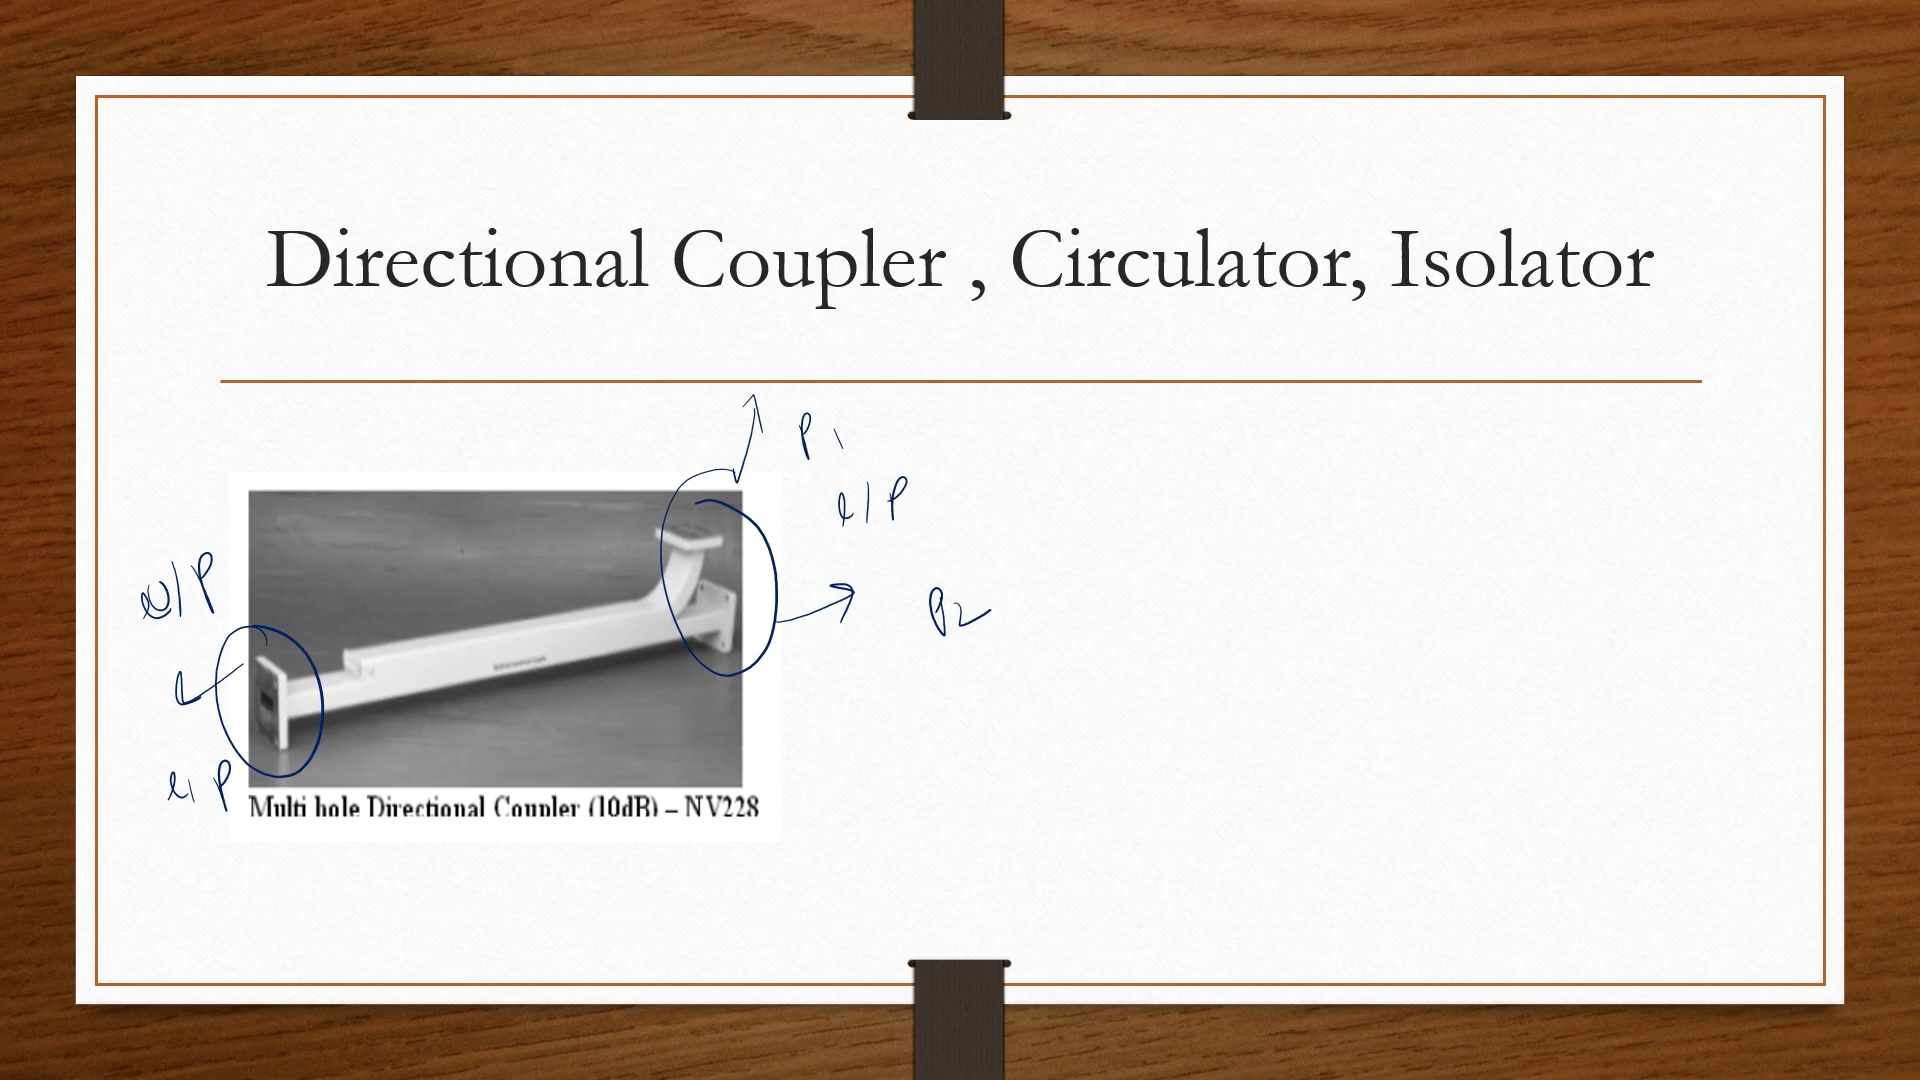 Directional Coupler , Circulator, Isolator
P1
i/P
P2
i/P
Multi hole Directional Coupler (10dB) – NV228